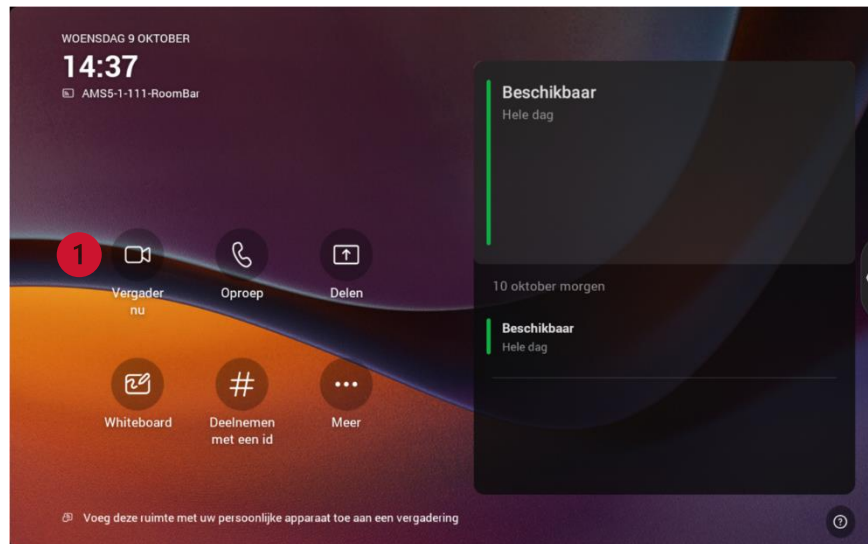 WOENSDAG 9 OKTOBER
14:37
AMS5-1-111-RoomBar
Beschikbaar
Hele dag
1
Vergader
nu
Oproep
Delen
10 oktober morgen
Beschikbaar
Hele dag
Whiteboard
Deelnemen
met een id
Meer
Voeg deze ruimte met uw persoonlijke apparaat toe aan een vergadering